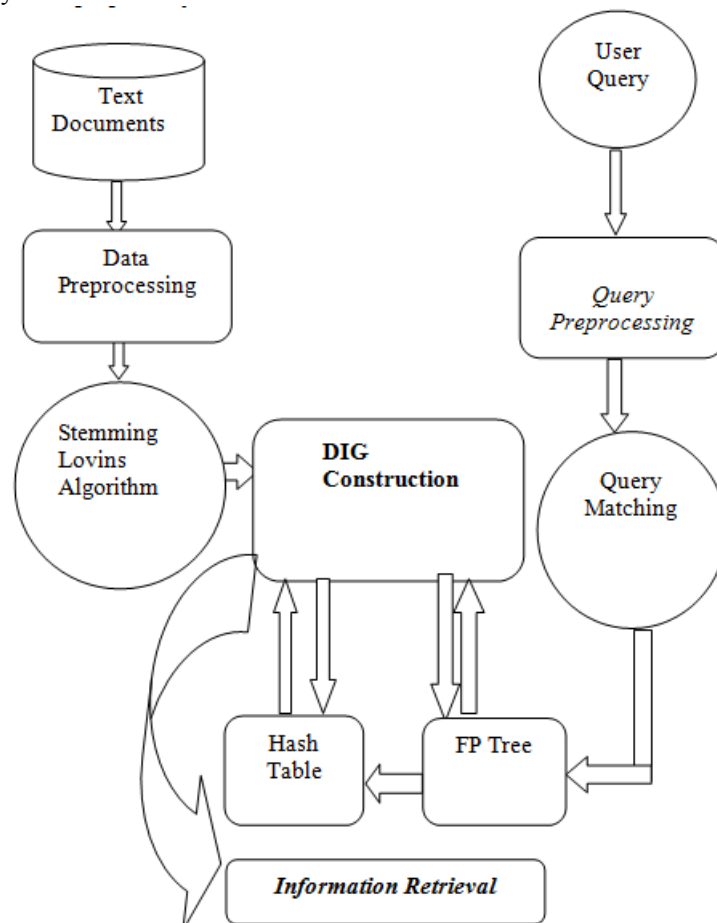 Text
Documents
User
Query
Data
Preprocessing
Query
Preprocessing
Stemming
Lovins
Algorithm
DIG
Construction
Query
Matching
Hash
Table
FP Tree
Information Retrieval